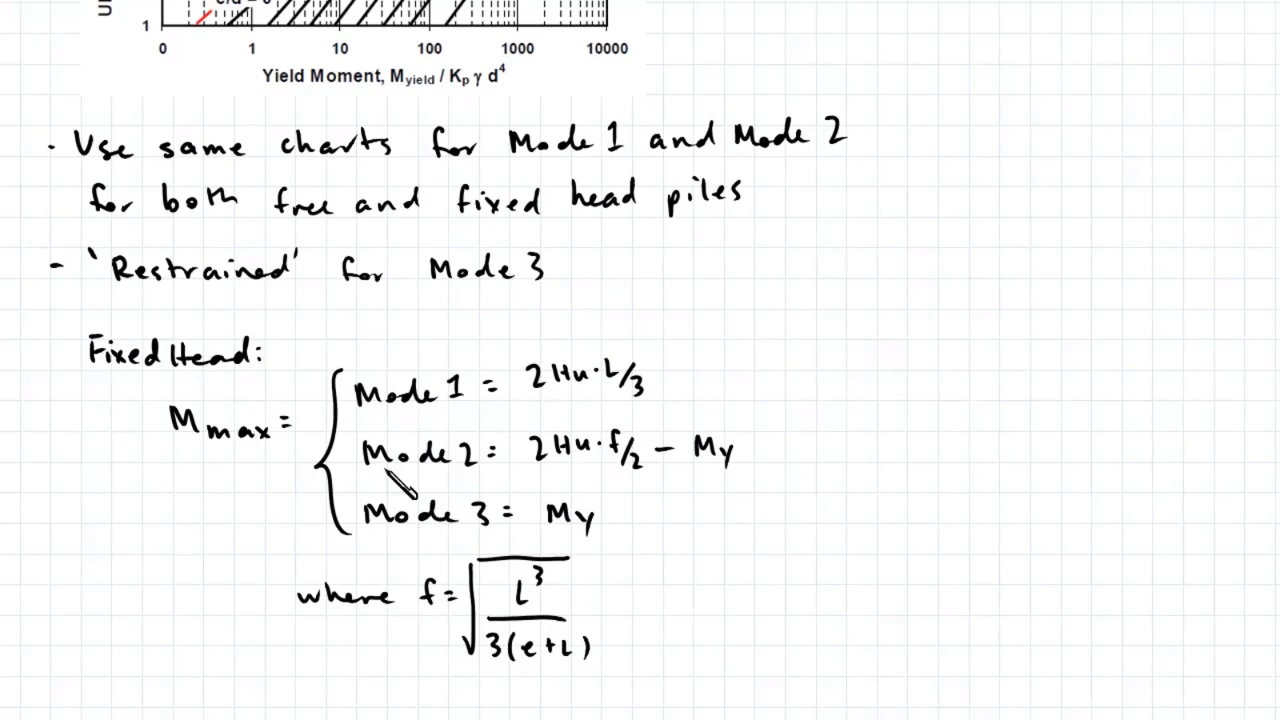 1
0 1 10 100 1000 10000
Yield Moment, Myield / Kp γ d⁴
• Use same charts for Mode 1 and Mode 2
for both free and fixed head piles
- 'Restrained' for Mode 3
Fixed Head:
Mmax = { Mode 1 = 2Hu · L/3
Mode 2 = 2Hu · f/2 - My
Mode 3 = My
where f = √(L³ / 3(e+L))